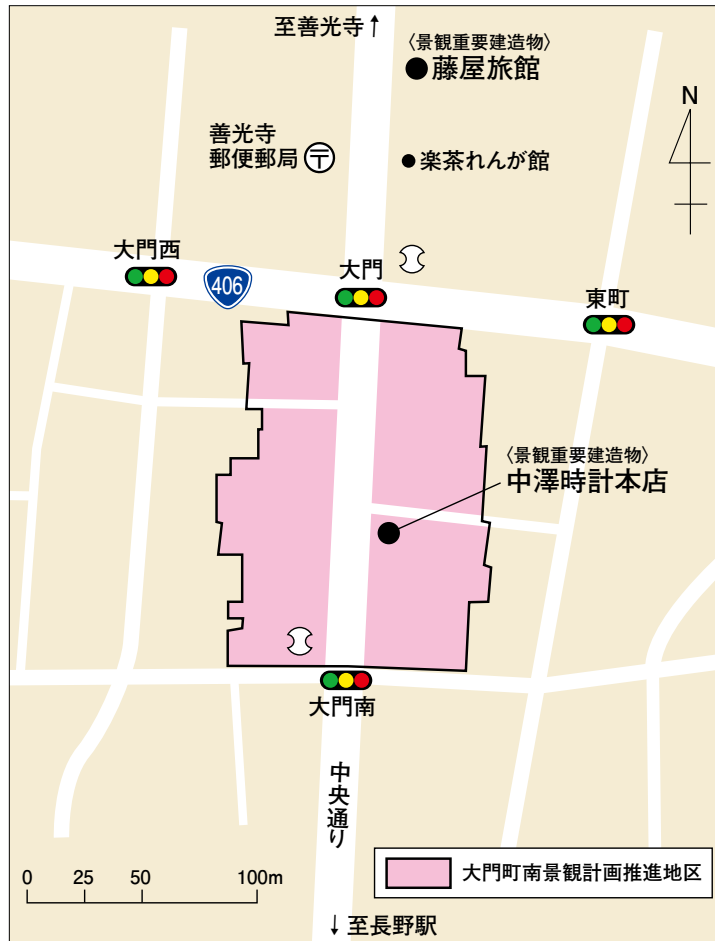 至善光寺↑
〈景観重要建造物〉
藤屋旅館
N
善光寺
郵便郵局
楽茶れんが館
大門西
406
大門
東町
〈景観重要建造物〉
中澤時計本店
大門南
中央通り
0 25 50 100m
大門町南景観計画推進地区
↓至長野駅